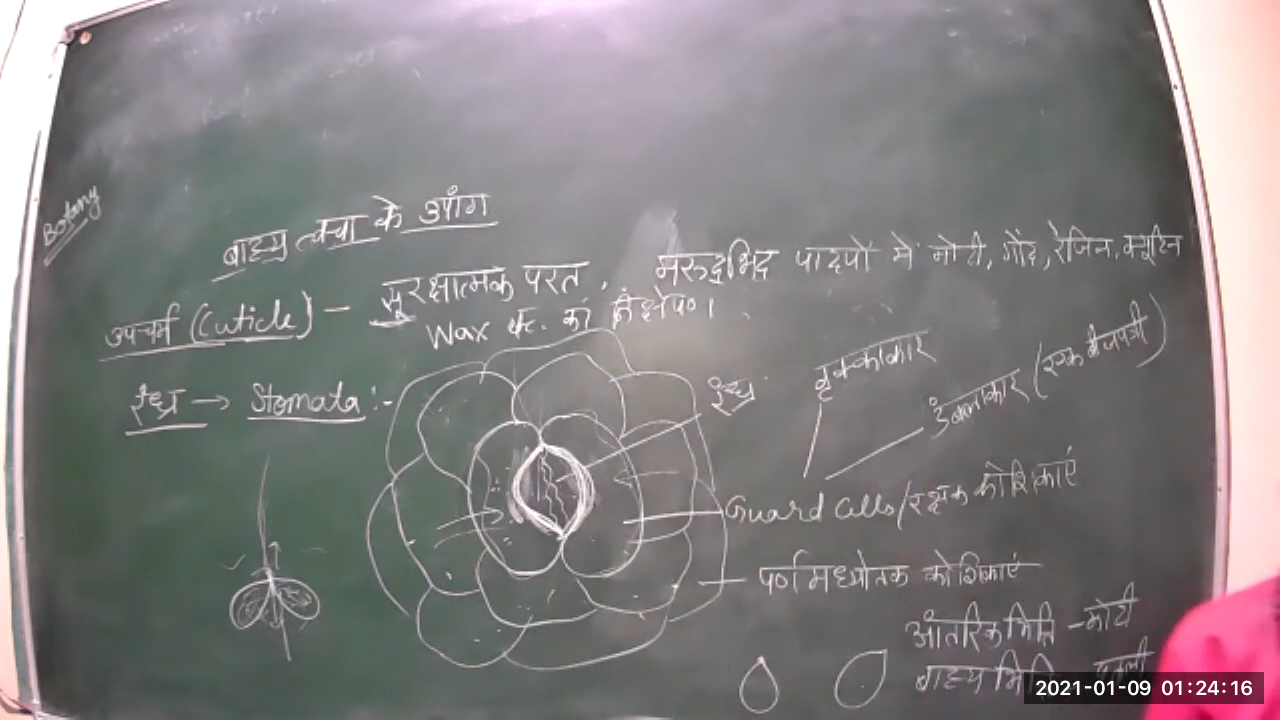 Botany
बाह्य त्वचा के उपांग
उपचर्म (Cuticle) - सुरक्षात्मक परत. मरुद्भिद पादपों में मोटी, गोंद, रेजिन, क्यूटिन
Wax etc. का निक्षेपण।
रंध्र → Stomata :-
रंध्र
वृक्काकार
डंबलाकार (एक बीजपत्री)
Guard Cells/रक्षक कोशिकाएं
पर्णमध्योतक कोशिकाएं
आंतरिक भित्ति - मोटी
बाह्य पतली
2021-01-09 01:24:16